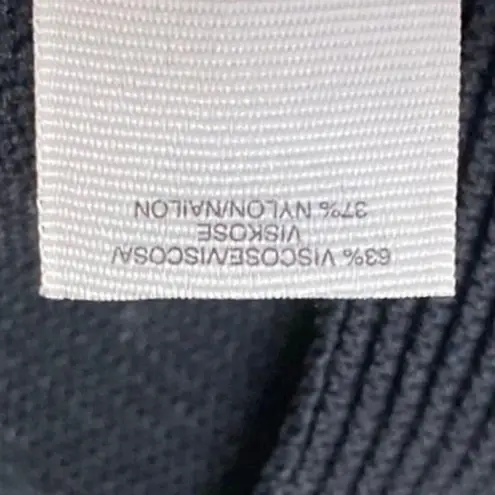 63% VISCOSE/VISCOSA/
VISKOSE
37% NYLON/NAILON